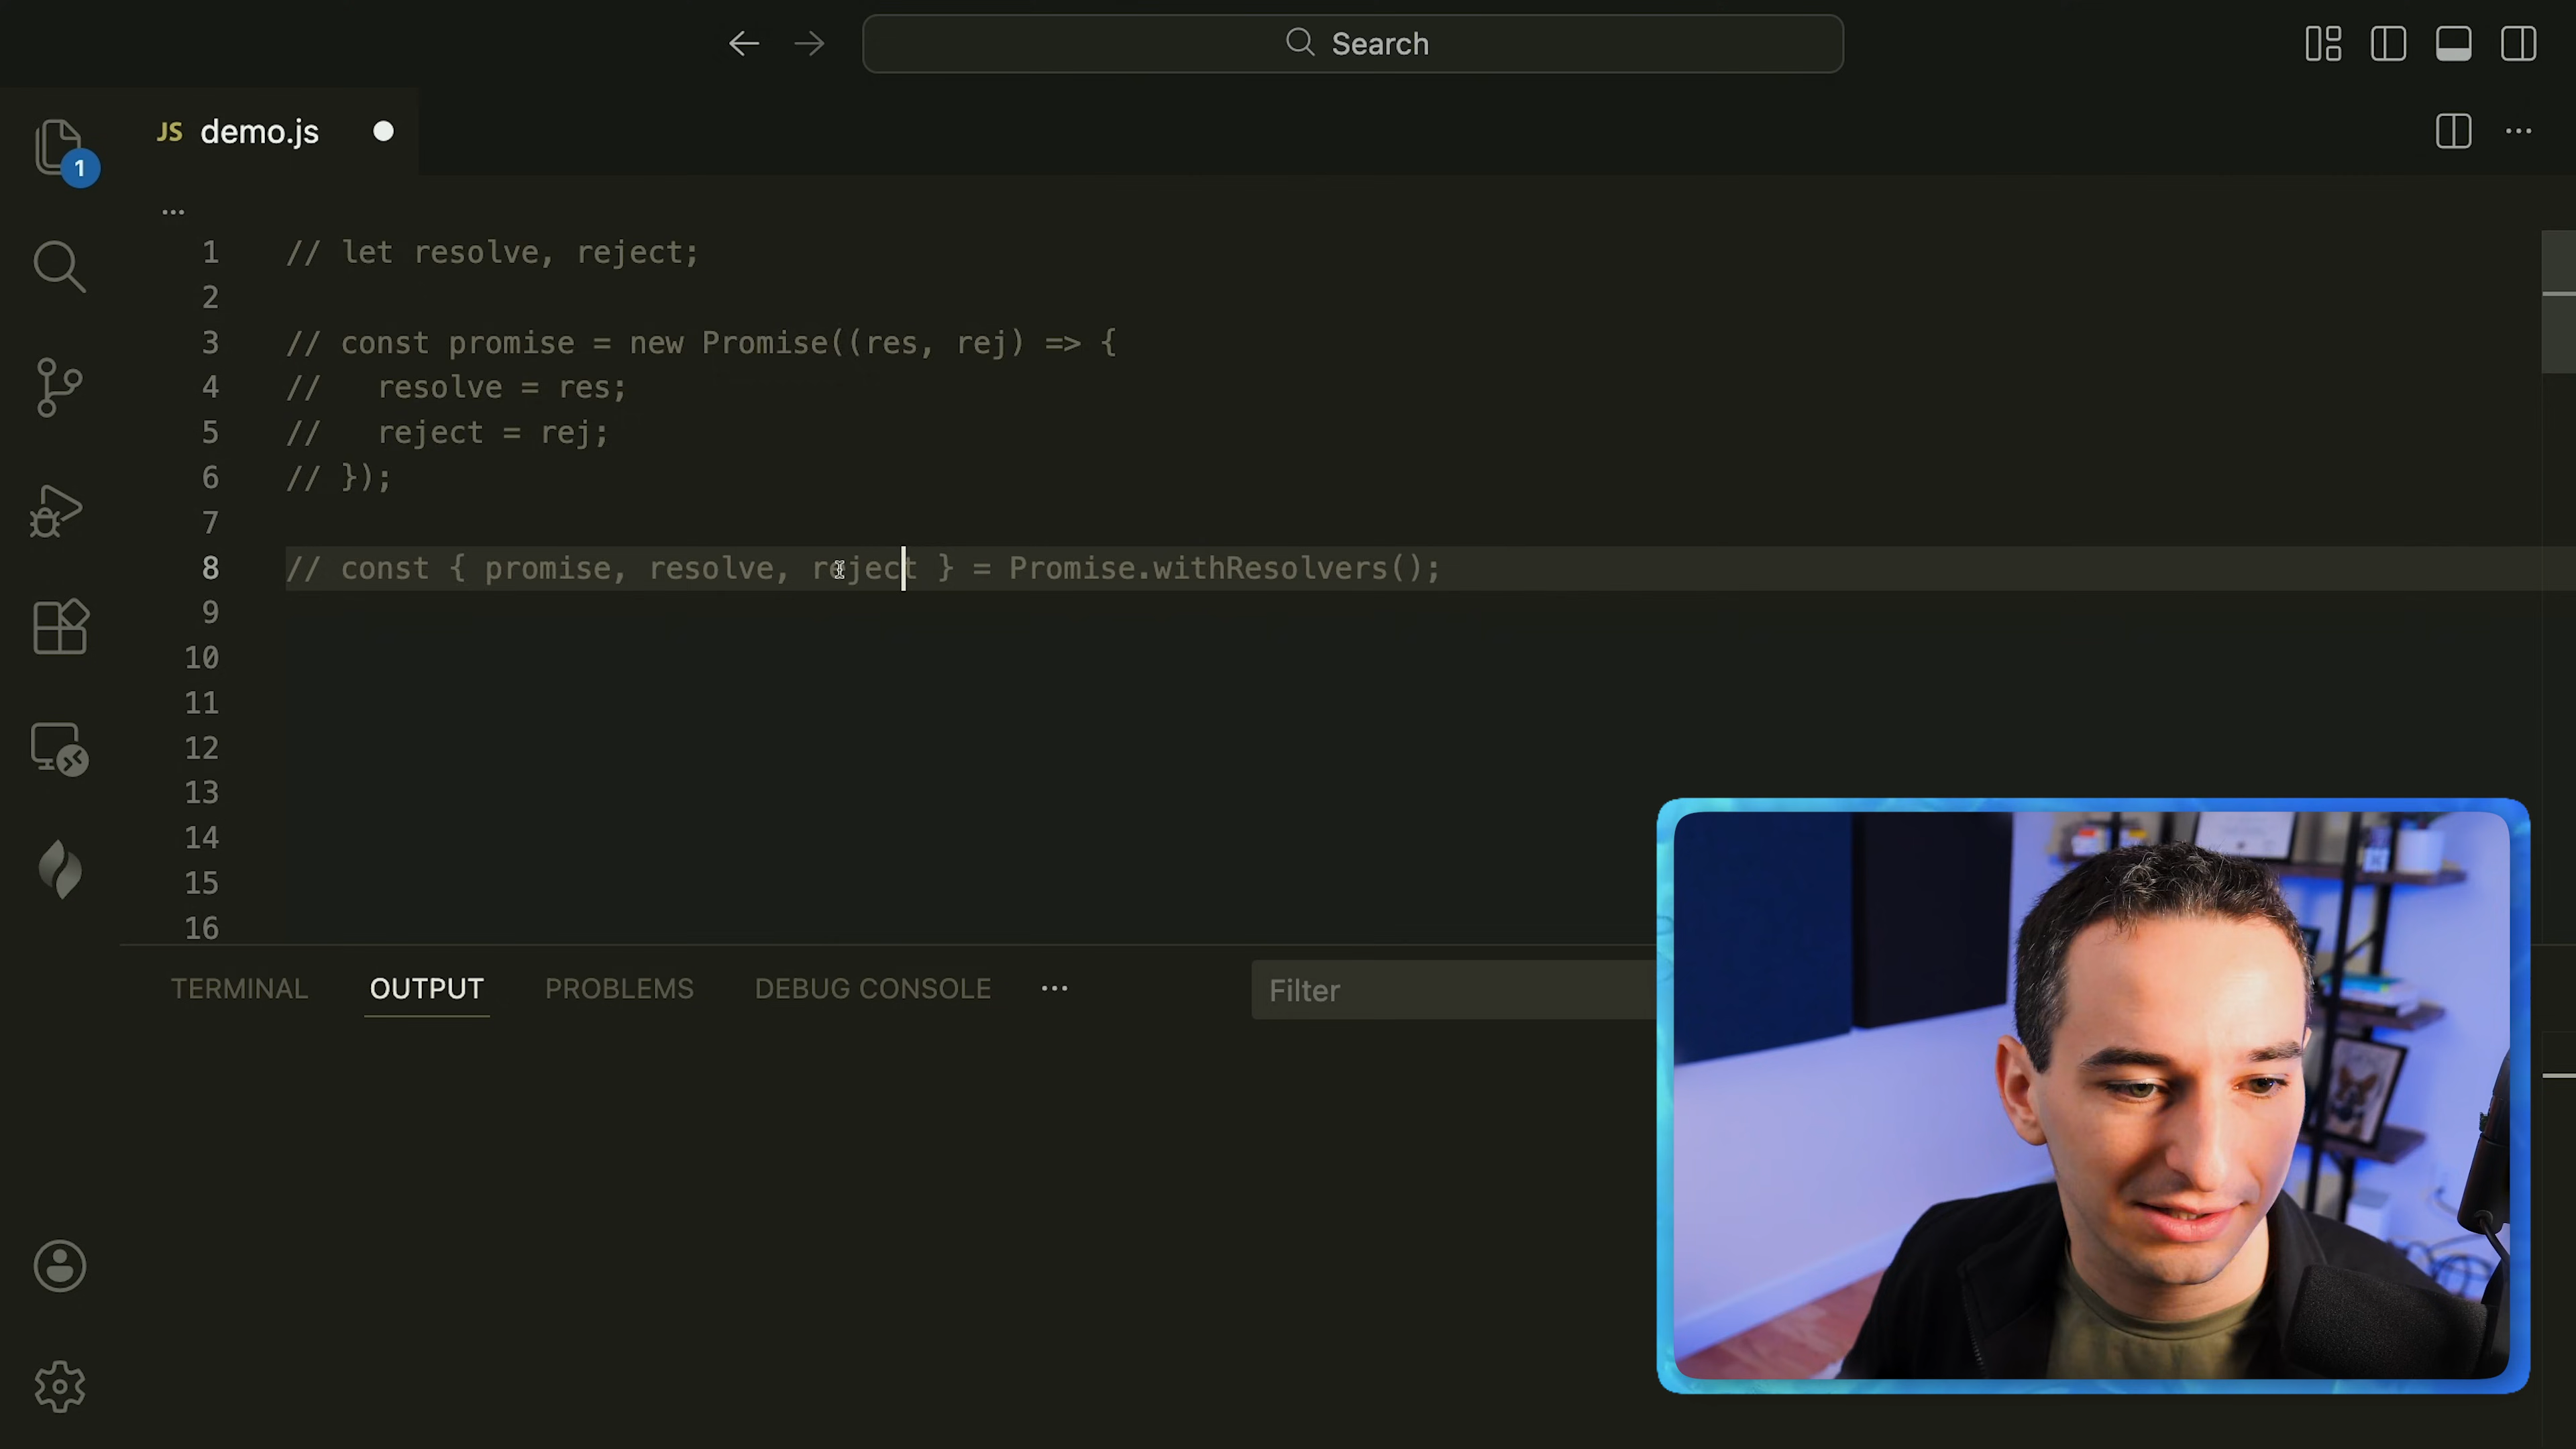 Search
JS demo.js
1
...
1 // let resolve, reject;
2
3 // const promise = new Promise((res, rej) => {
4 //   resolve = res;
5 //   reject = rej;
6 // });
7
8 // const { promise, resolve, reject } = Promise.withResolvers();
9
10
11
12
13
14
15
16
TERMINAL OUTPUT PROBLEMS DEBUG CONSOLE ... Filter